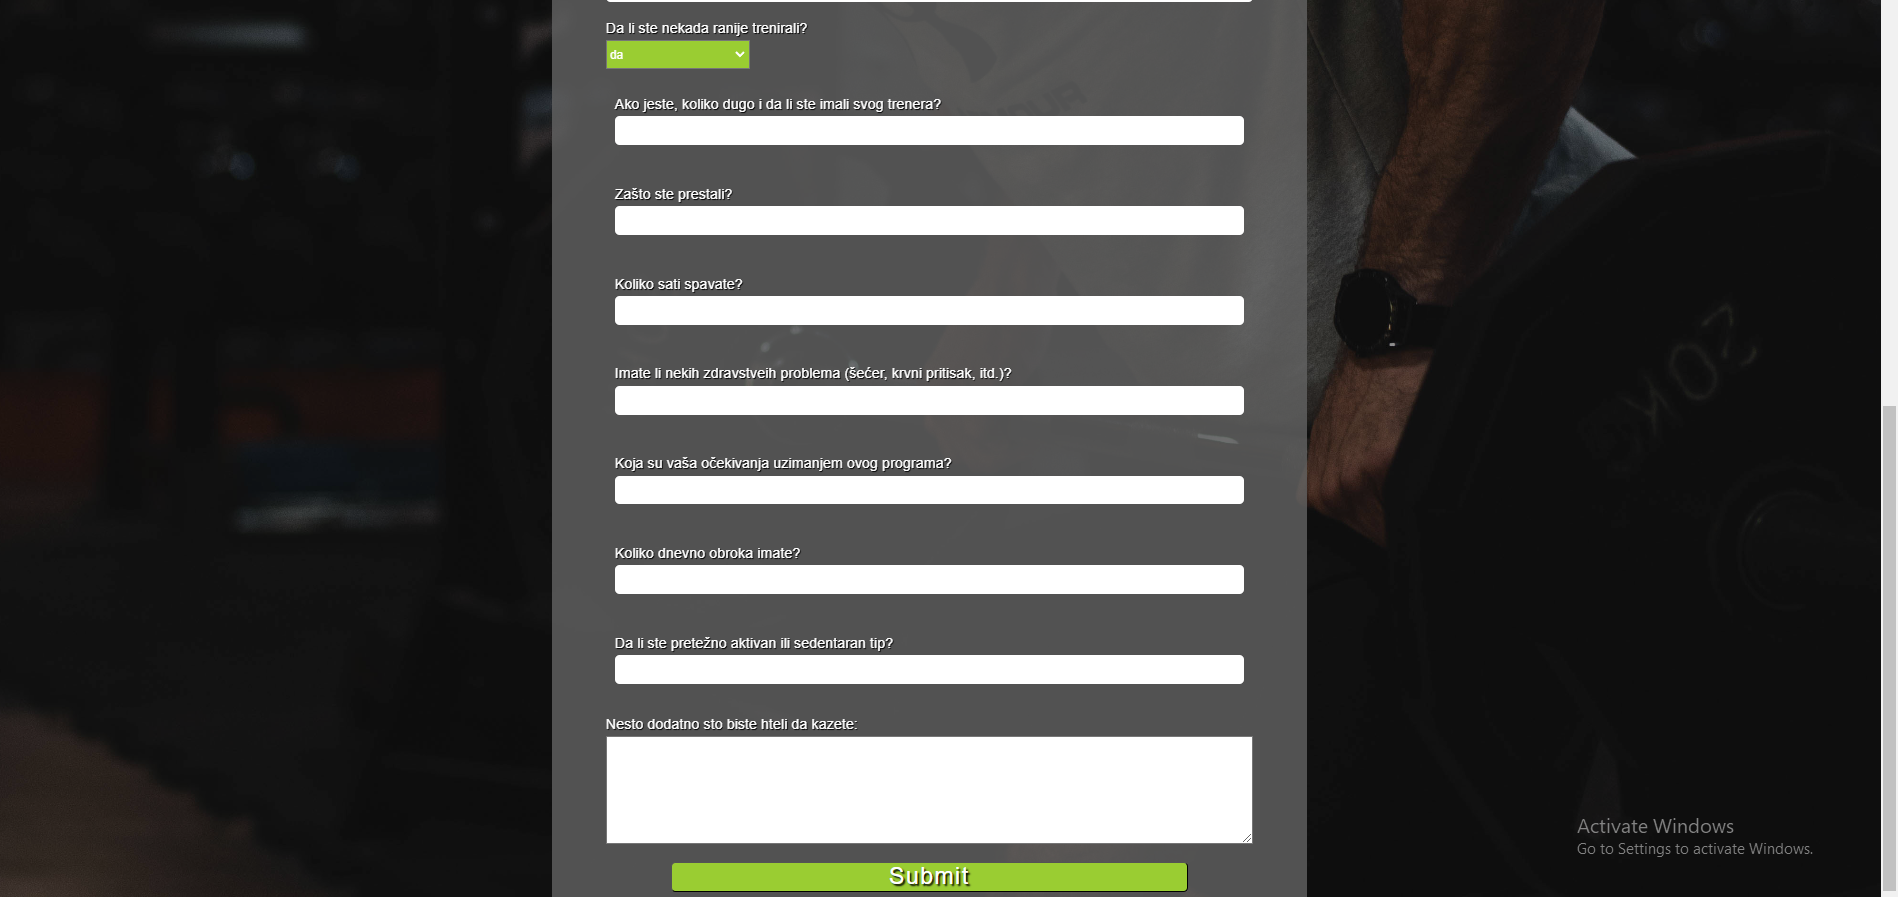 Da li ste nekada ranije trenirali?
da
Ako jeste, koliko dugo i da li ste imali svog trenera?
Zašto ste prestali?
Koliko sati spavate?
Imate li nekih zdravstveih problema (šećer, krvni pritisak, itd.)?
Koja su vaša očekivanja uzimanjem ovog programa?
Koliko dnevno obroka imate?
Da li ste pretežno aktivan ili sedentaran tip?
Nesto dodatno sto biste hteli da kazete:
Submit
Activate Windows
Go to Settings to activate Windows.